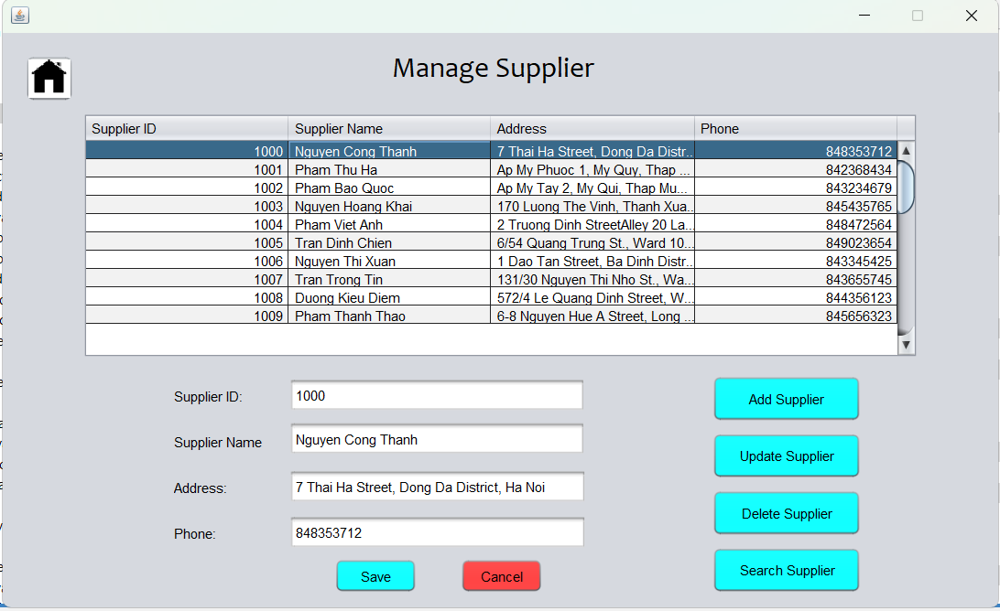 Manage Supplier
Supplier ID Supplier Name Address Phone
1000 Nguyen Cong Thanh 7 Thai Ha Street, Dong Da Distr... 848353712
1001 Pham Thu Ha Ap My Phuoc 1, My Quy, Thap ... 842368434
1002 Pham Bao Quoc Ap My Tay 2, My Qui, Thap Mu... 843234679
1003 Nguyen Hoang Khai 170 Luong The Vinh, Thanh Xua... 845435765
1004 Pham Viet Anh 2 Truong Dinh StreetAlley 20 La... 848472564
1005 Tran Dinh Chien 6/54 Quang Trung St., Ward 10... 849023654
1006 Nguyen Thi Xuan 1 Dao Tan Street, Ba Dinh Distr... 843345425
1007 Tran Trong Tin 131/30 Nguyen Thi Nho St., Wa... 843655745
1008 Duong Kieu Diem 572/4 Le Quang Dinh Street, W... 844356123
1009 Pham Thanh Thao 6-8 Nguyen Hue A Street, Long ... 845656323
Supplier ID: 1000
Supplier Name Nguyen Cong Thanh
Address: 7 Thai Ha Street, Dong Da District, Ha Noi
Phone: 848353712
Save Cancel
Add Supplier
Update Supplier
Delete Supplier
Search Supplier